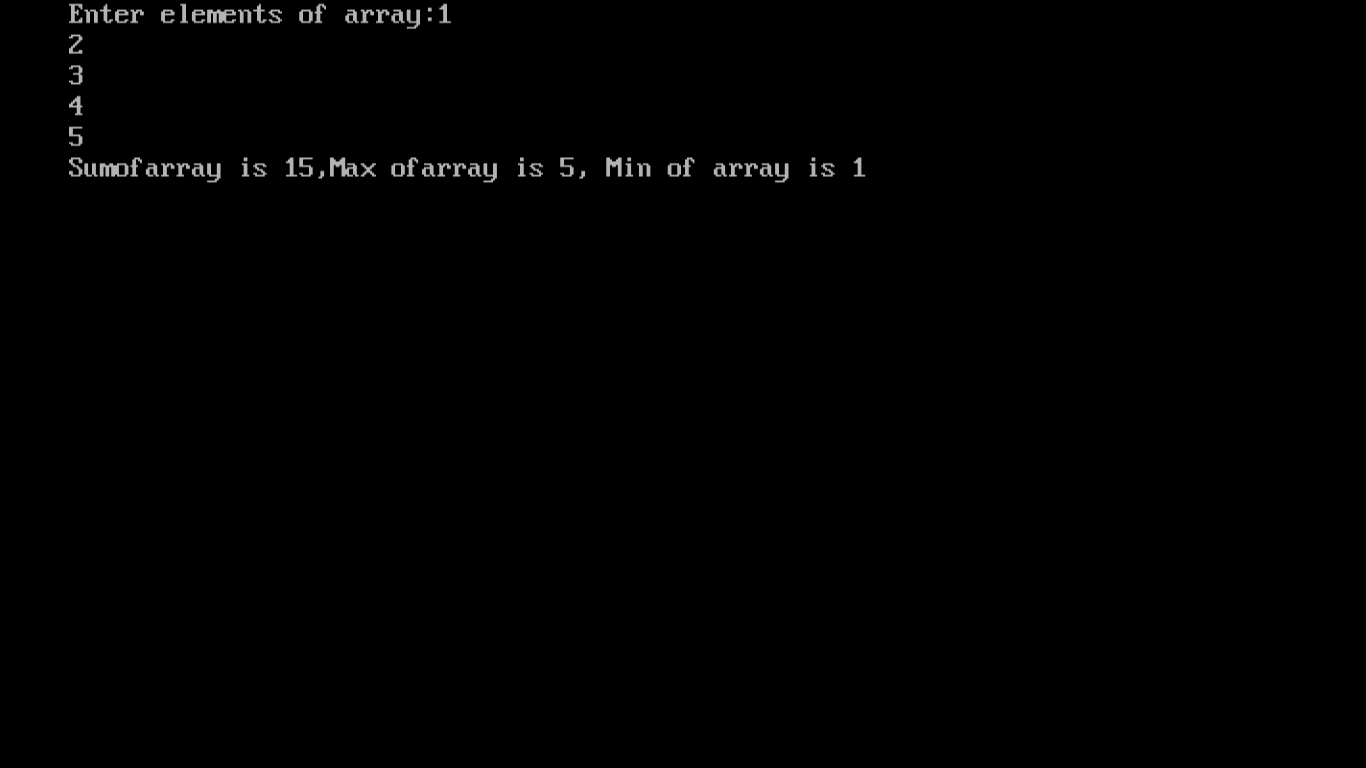 Enter elements of array:1
2
3
4
5
Sumofarray is 15,Max ofarray is 5, Min of array is 1